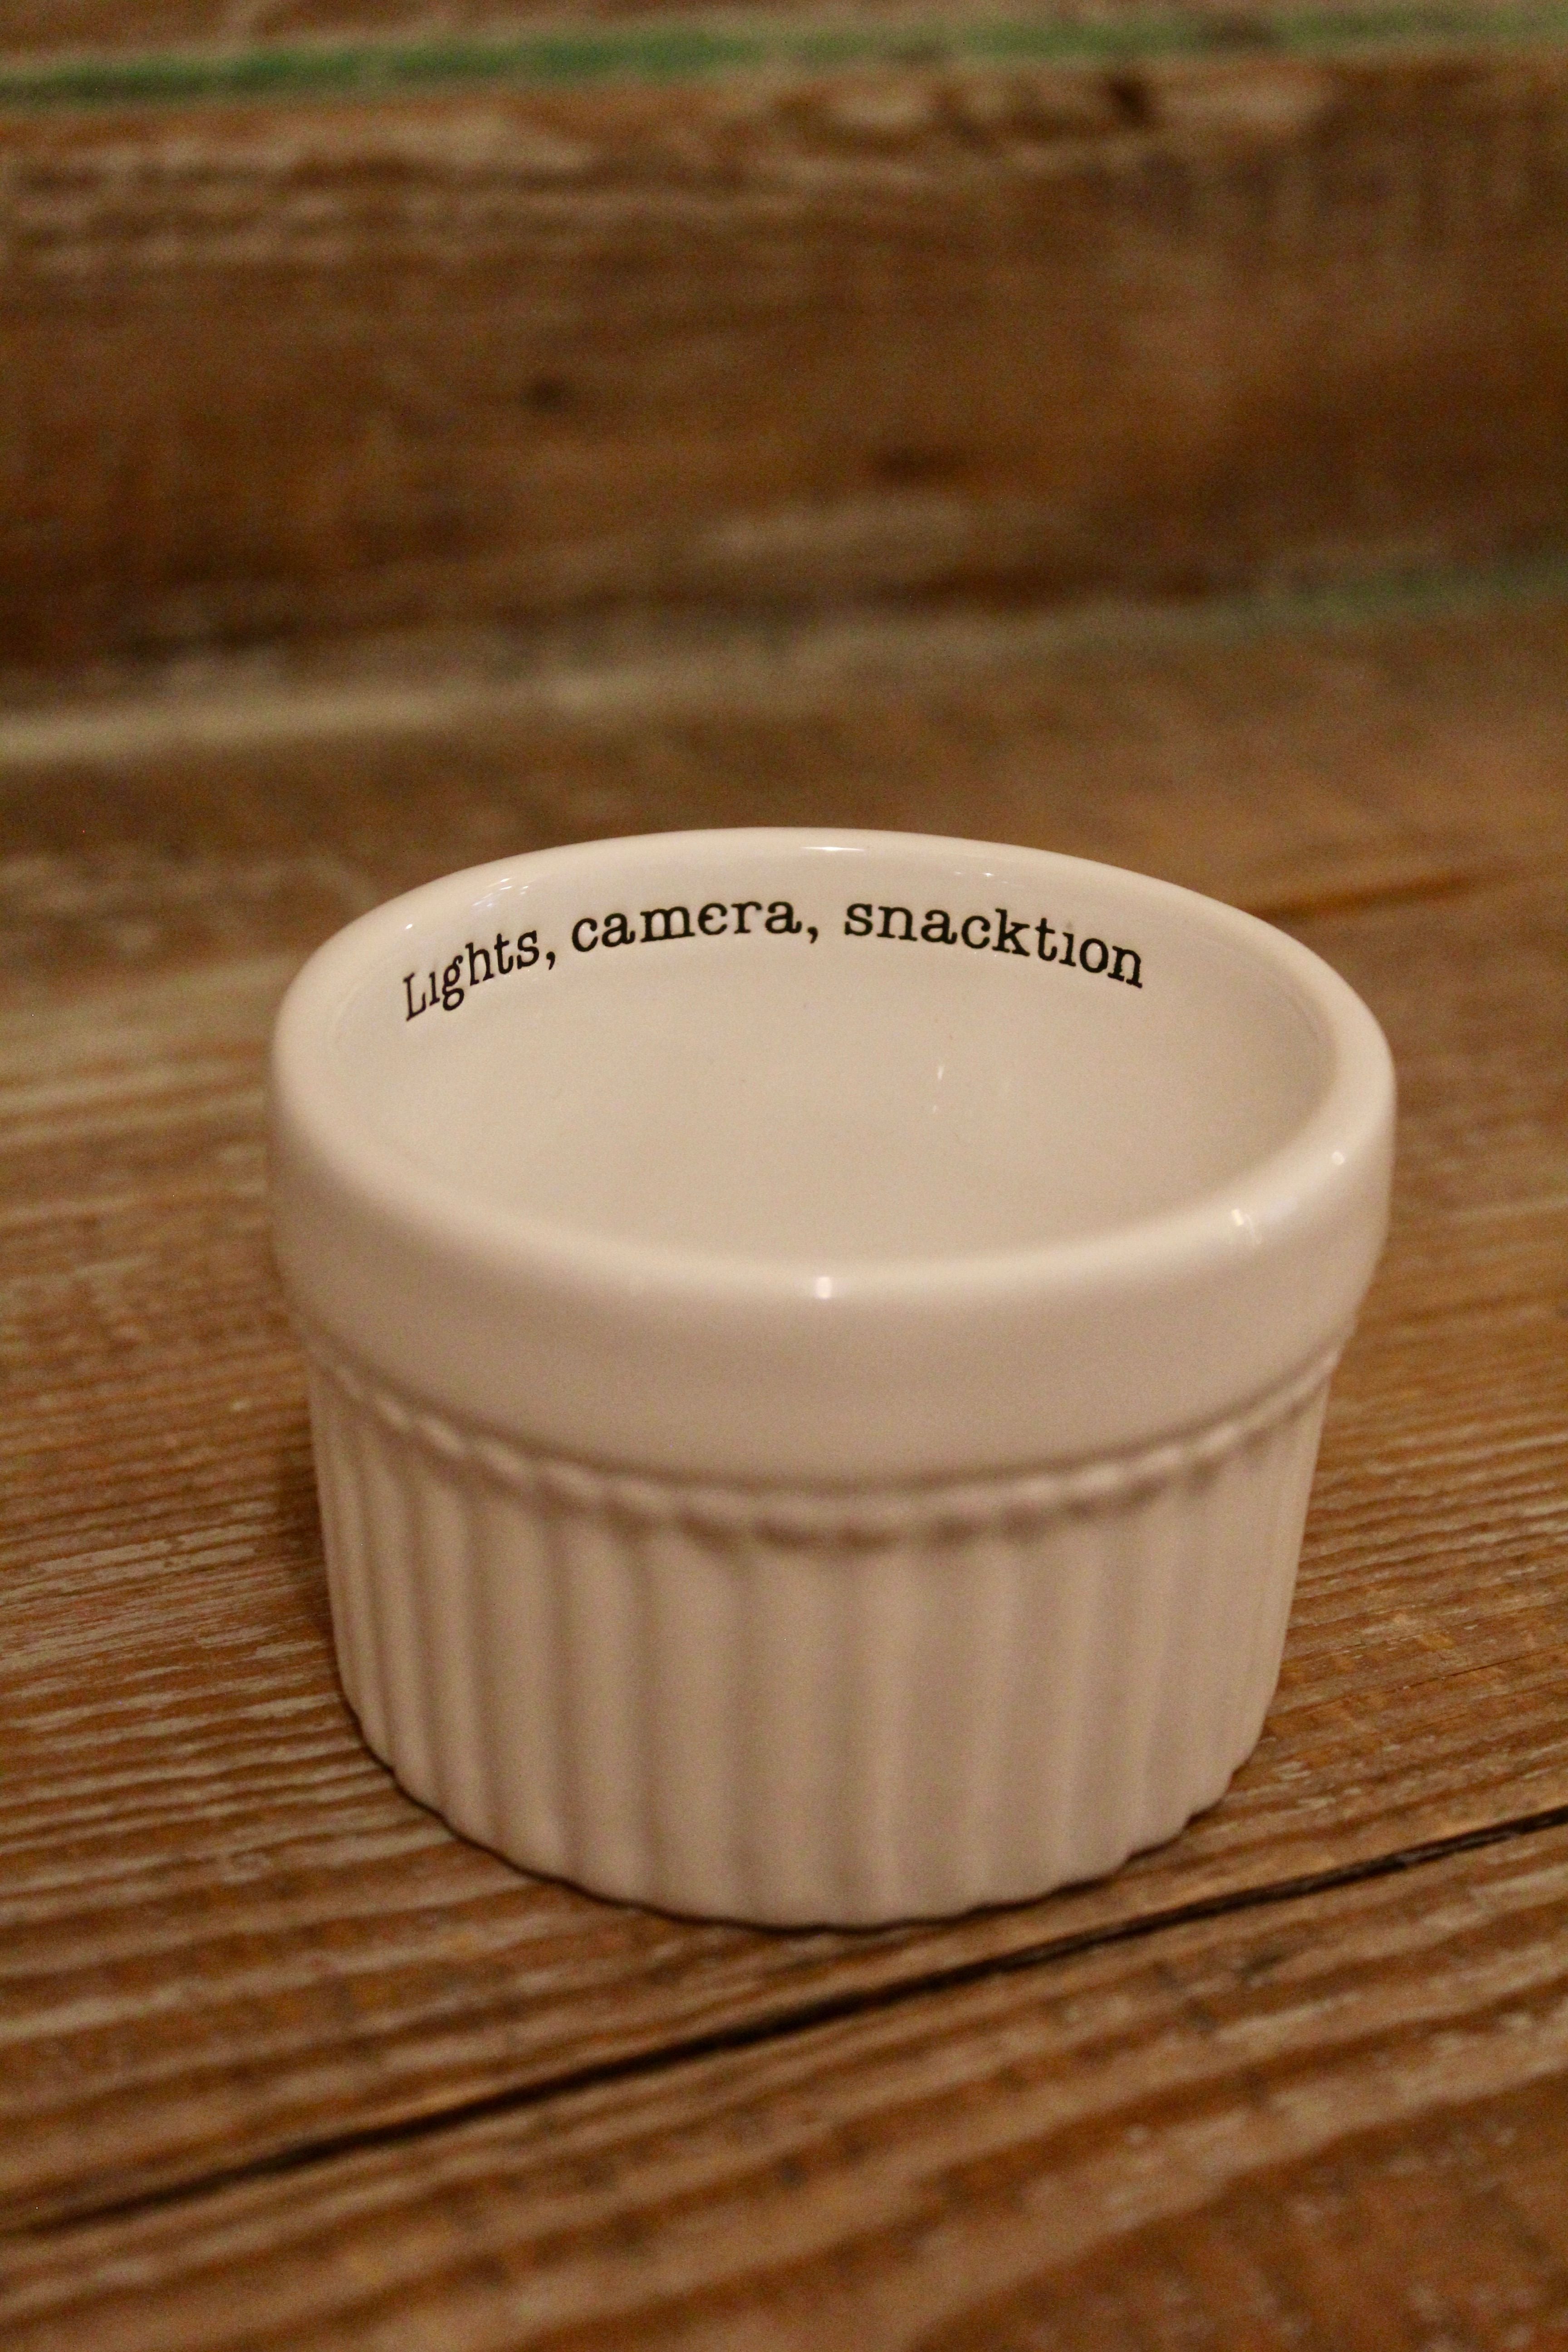 Lights, camera, snacktion